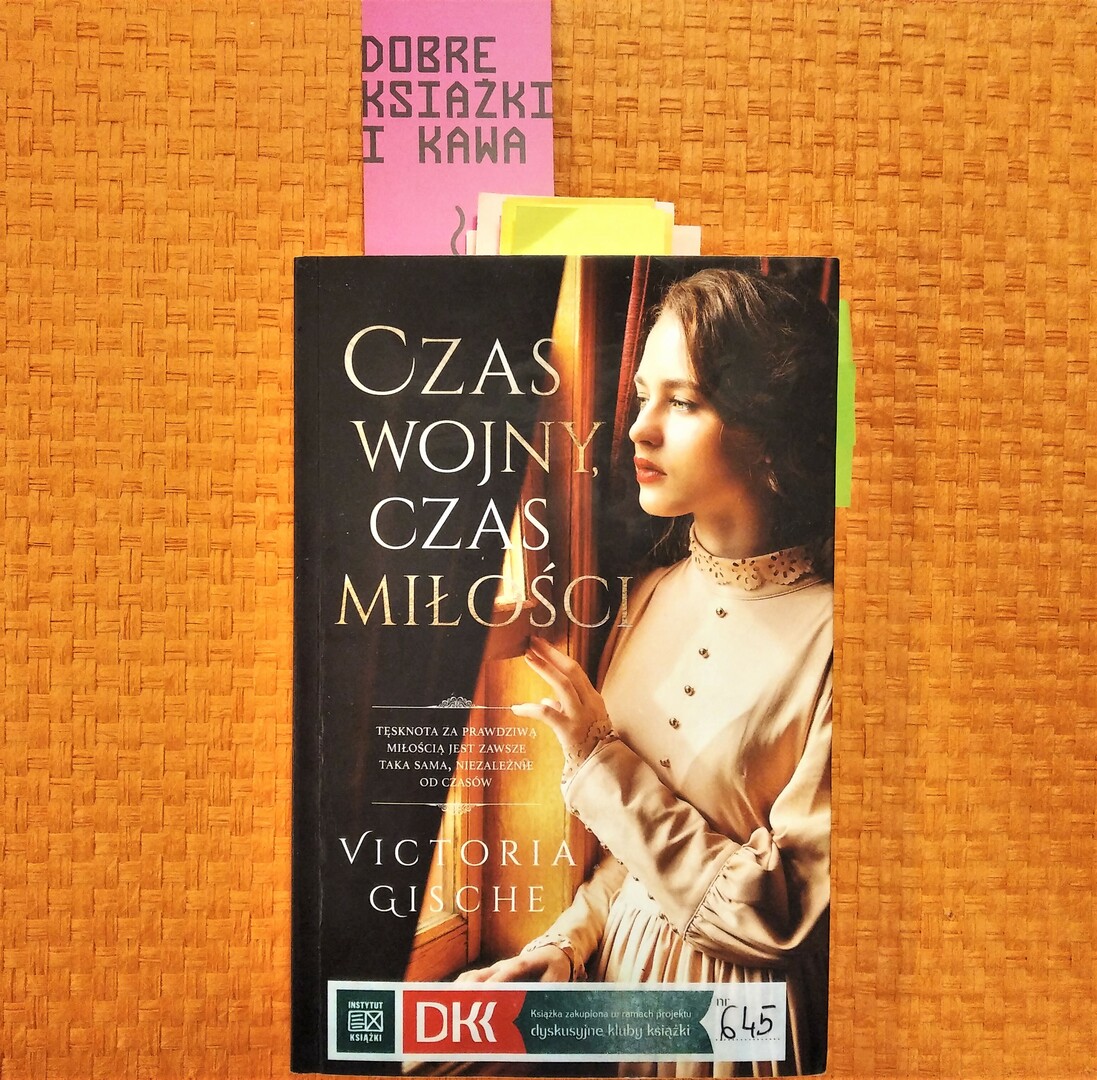 DOBRE
KSIĄŻKI
I KAWA
CZAS
WOJNY,
CZAS
MIŁOŚCI
TĘSKNOTA ZA PRAWDZIWĄ
MIŁOŚCIĄ JEST ZAWSZE
TAKA SAMA, NIEZALEŻNIE
OD CZASÓW
VICTORIA
GISCHE
INSTYTUT
KSIĄŻKI
DKK
Książka zakupiona w ramach projektu
dyskusyjne kluby książki
nr 645